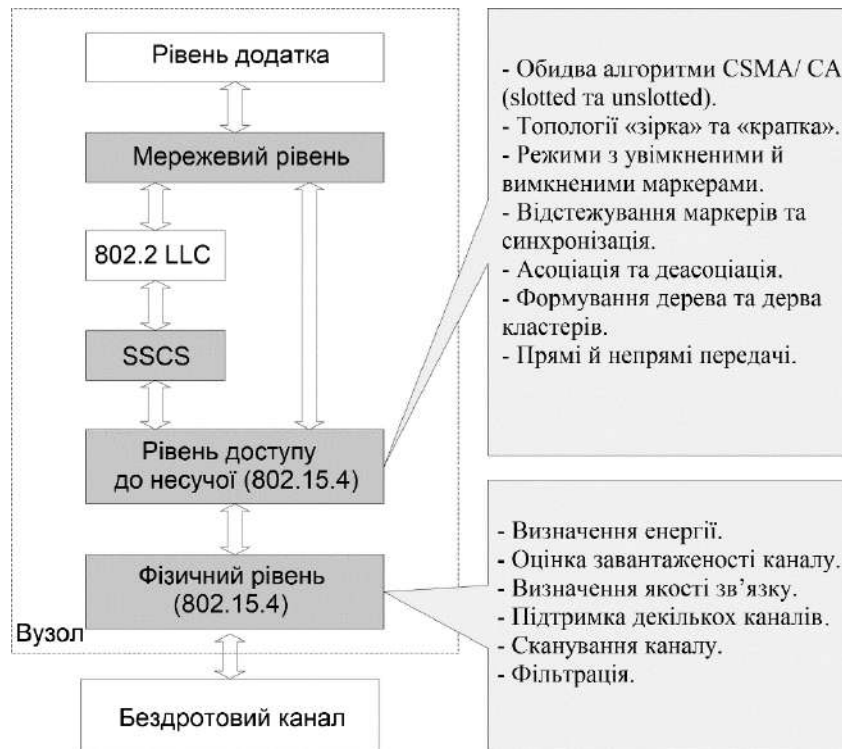 Рівень додатка
Мережевий рівень
802.2 LLC
SSCS
Рівень доступу
до несучої (802.15.4)
Фізичний рівень
(802.15.4)
Вузол
Бездротовий канал
- Обидва алгоритми CSMA/ CA
(slotted та unslotted).
- Топології «зірка» та «крапка».
- Режими з увімкненими й
вимкненими маркерами.
- Відстежування маркерів та
синхронізація.
- Асоціація та деасоціація.
- Формування дерева та дерва
кластерів.
- Прямі й непрямі передачі.
- Визначення енергії.
- Оцінка завантаженості каналу.
- Визначення якості зв’язку.
- Підтримка декількох каналів.
- Сканування каналу.
- Фільтрація.